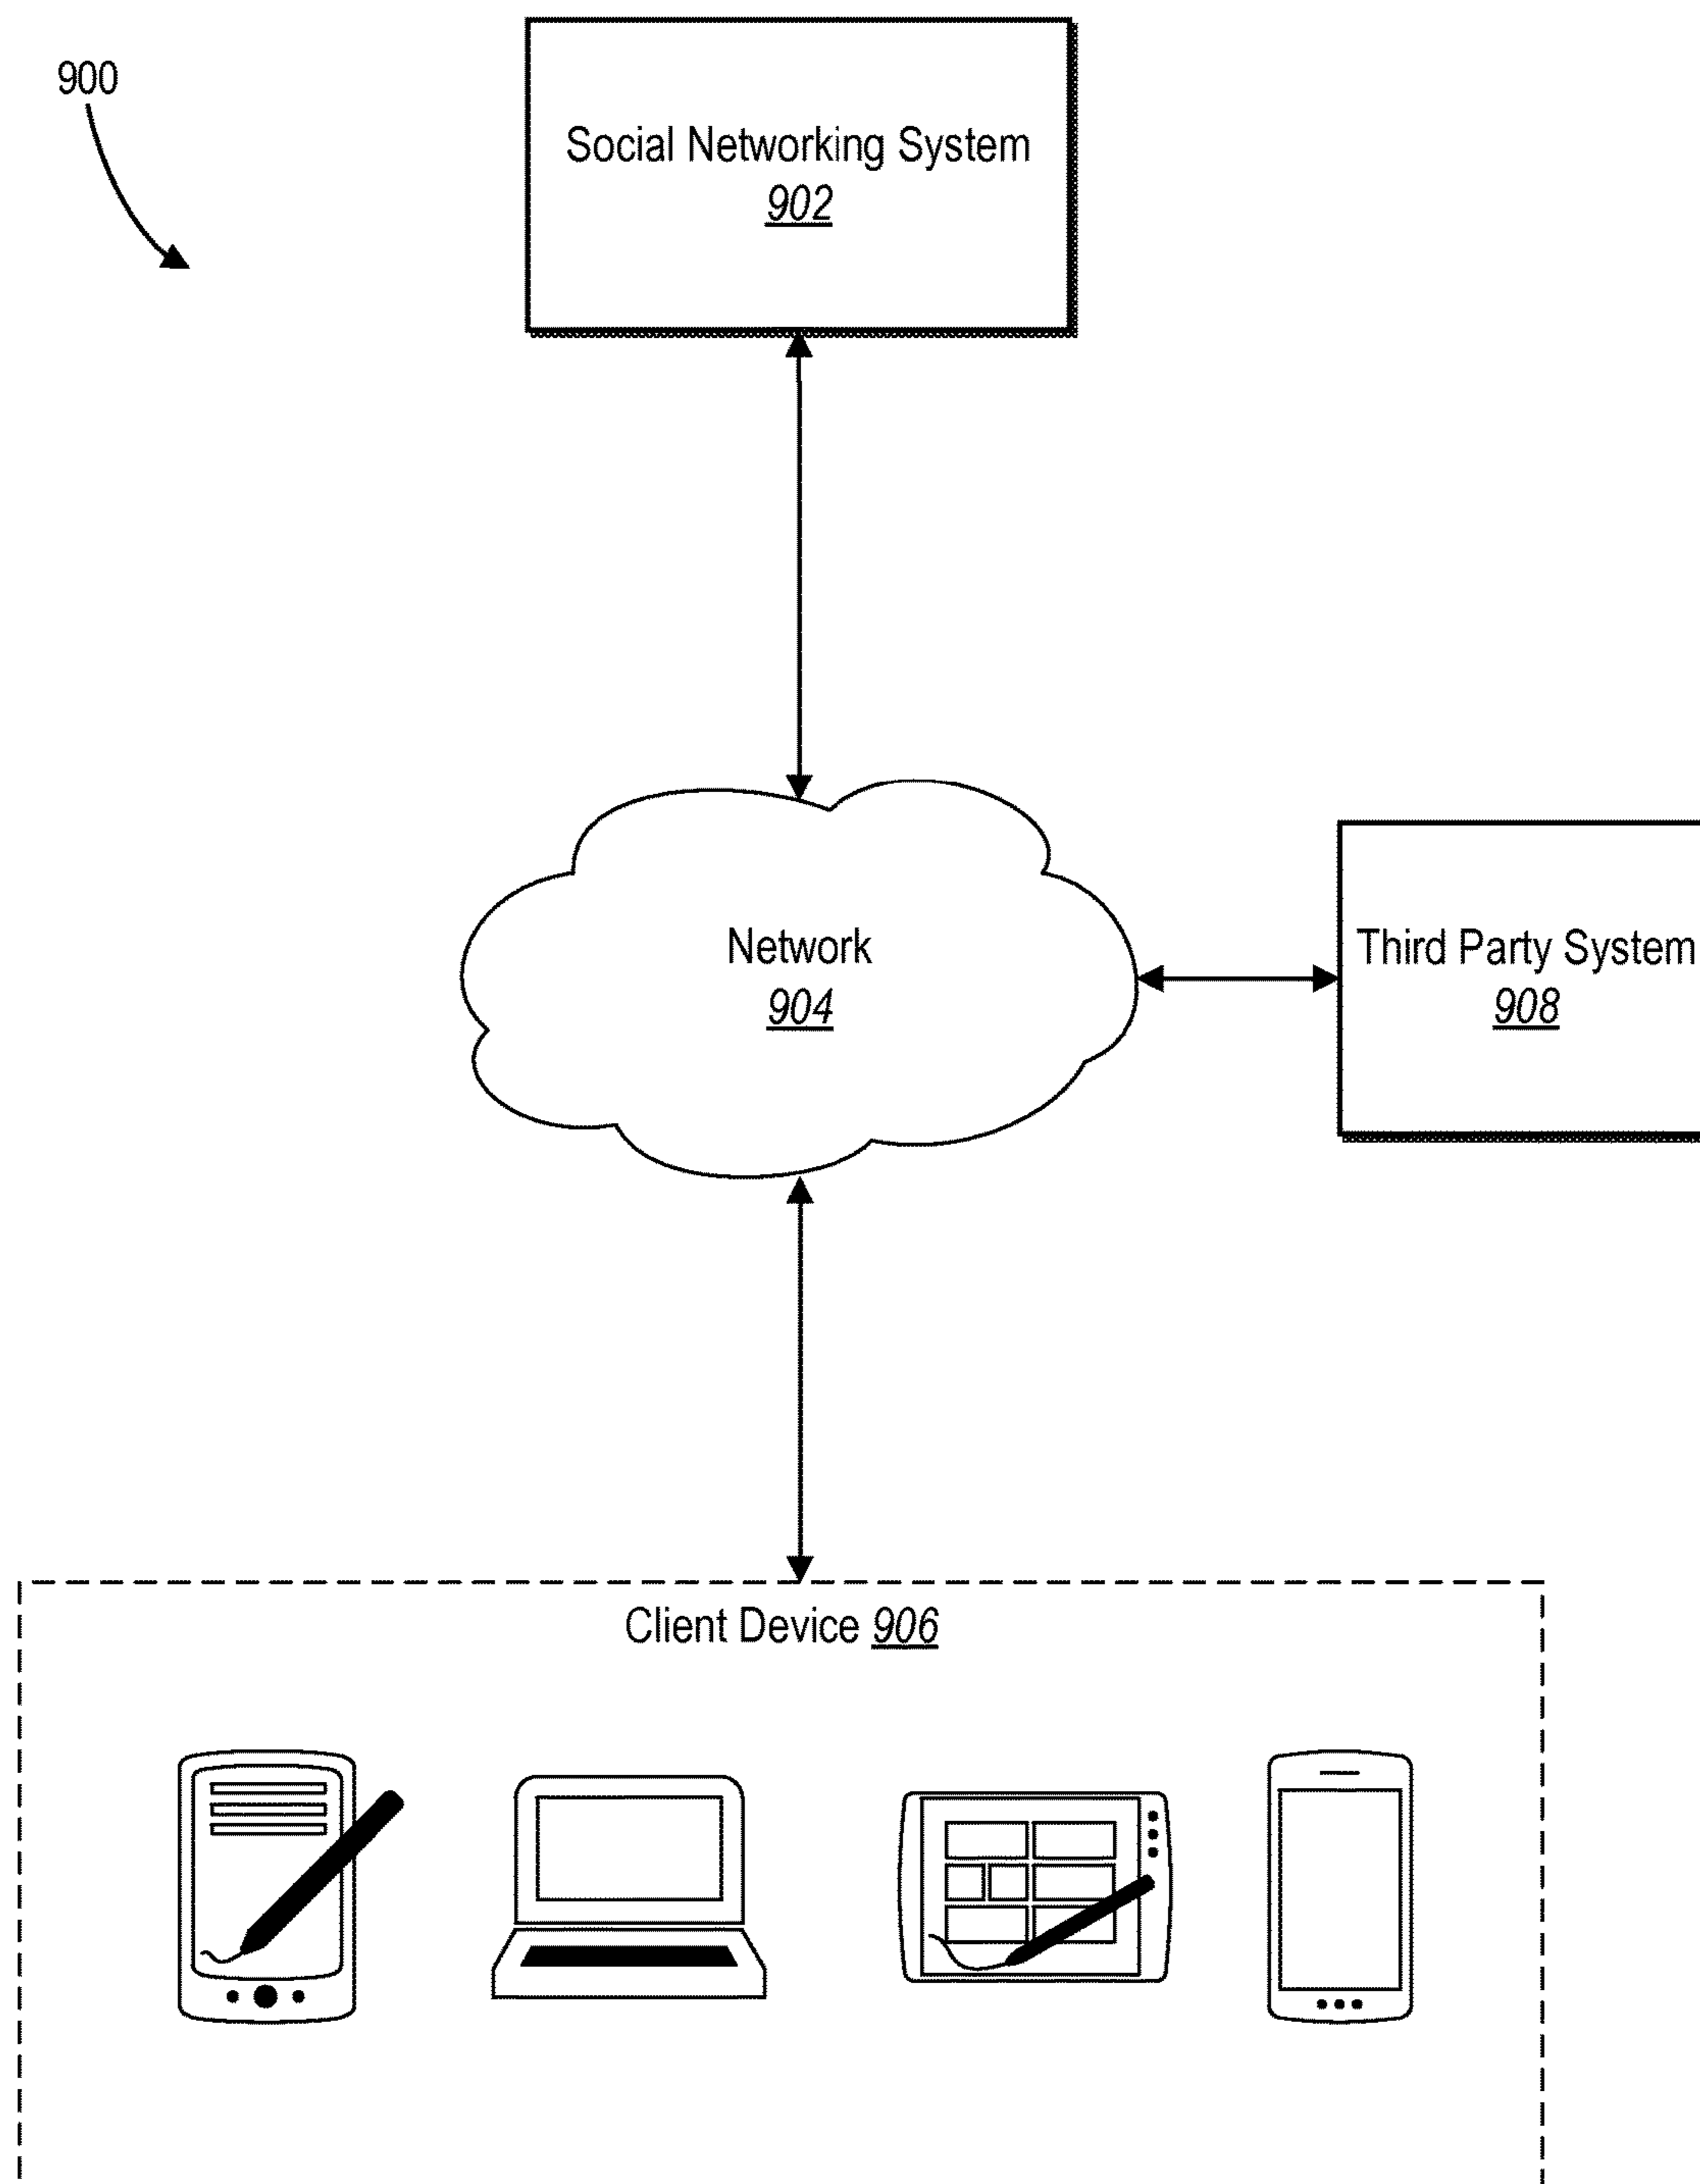 900
Social Networking System
902
Network
904
Third Party System
908
Client Device 906